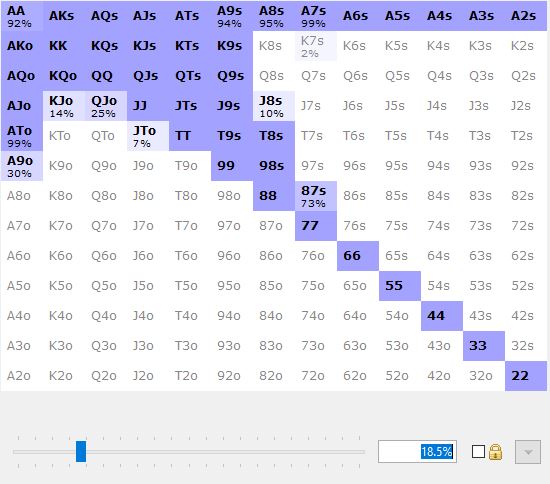 AA AKs AQs AJs ATs A9s A8s A7s A6s A5s A4s A3s A2s
92% 94% 95% 99%
AKo KK KQs KJs KTs K9s K8s K7s K6s K5s K4s K3s K2s
2%
AQo KQo QQ QJs QTs Q9s Q8s Q7s Q6s Q5s Q4s Q3s Q2s
AJo KJo QJo JJ JTs J9s J8s J7s J6s J5s J4s J3s J2s
14% 25% 10%
ATo KTo QTo JTo TT T9s T8s T7s T6s T5s T4s T3s T2s
99% 7%
A9o K9o Q9o J9o T9o 99 98s 97s 96s 95s 94s 93s 92s
30%
A8o K8o Q8o J8o T8o 98o 88 87s 86s 85s 84s 83s 82s
73%
A7o K7o Q7o J7o T7o 97o 87o 77 76s 75s 74s 73s 72s
A6o K6o Q6o J6o T6o 96o 86o 76o 66 65s 64s 63s 62s
A5o K5o Q5o J5o T5o 95o 85o 75o 65o 55 54s 53s 52s
A4o K4o Q4o J4o T4o 94o 84o 74o 64o 54o 44 43s 42s
A3o K3o Q3o J3o T3o 93o 83o 73o 63o 53o 43o 33 32s
A2o K2o Q2o J2o T2o 92o 82o 72o 62o 52o 42o 32o 22
18.5%